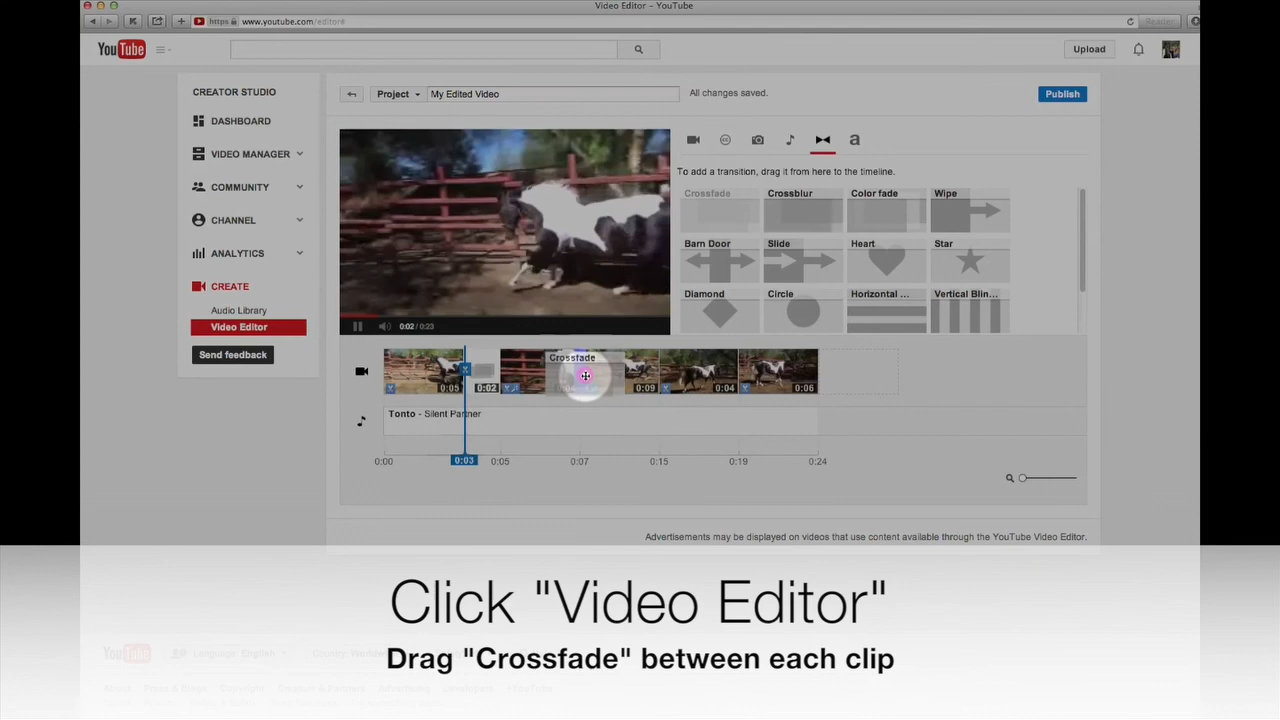 Video Editor – YouTube
https
www.youtube.com/editor#
Reader
YouTube
Upload
CREATOR STUDIO
DASHBOARD
VIDEO MANAGER
COMMUNITY
CHANNEL
ANALYTICS
CREATE
Audio Library
Video Editor
Send feedback
Project
My Edited Video
All changes saved.
Publish
To add a transition, drag it from here to the timeline.
Crossfade
Crossblur
Color fade
Wipe
Barn Door
Slide
Heart
Star
Diamond
Circle
Horizontal ...
Vertical Blin...
0:02 / 0:23
Crossfade
0:05
0:02
0:09
0:04
0:06
Tonto - Silent Partner
0:00
0:03
0:05
0:07
0:15
0:19
0:24
Advertisements may be displayed on videos that use content available through the YouTube Video Editor.
Click "Video Editor"
Drag "Crossfade" between each clip
YouTube
Language: English